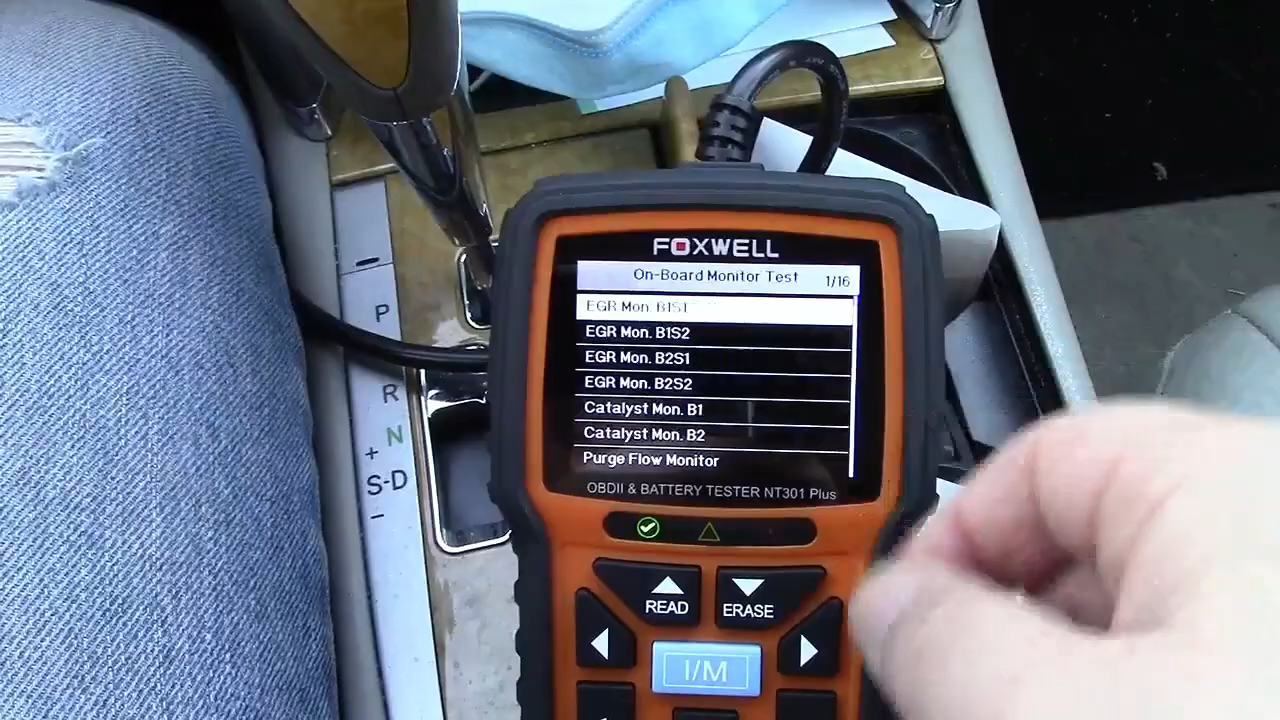 FOXWELL
On-Board Monitor Test 1/16
EGR Mon. B1S1
EGR Mon. B1S2
EGR Mon. B2S1
EGR Mon. B2S2
Catalyst Mon. B1
Catalyst Mon. B2
Purge Flow Monitor
OBDII & BATTERY TESTER NT301 Plus
READ
ERASE
I/M
P
R
N
+
S-D
−